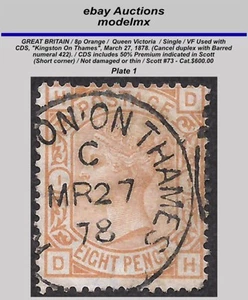 ebay Auctions
modelmx
GREAT BRITAIN / 8p Orange / Queen Victoria / Single / VF Used with
CDS, "Kingston On Thames", March 27, 1878. (Cancel duplex with Barred
numeral 422). / CDS includes 50% Premium indicated in Scott
(Short corner) / Not damaged or thin / Scott #73 - Cat.$600.00
Plate 1
H D
ON ON THAMES
C
MR27
78
EIGHT PENCE
D H